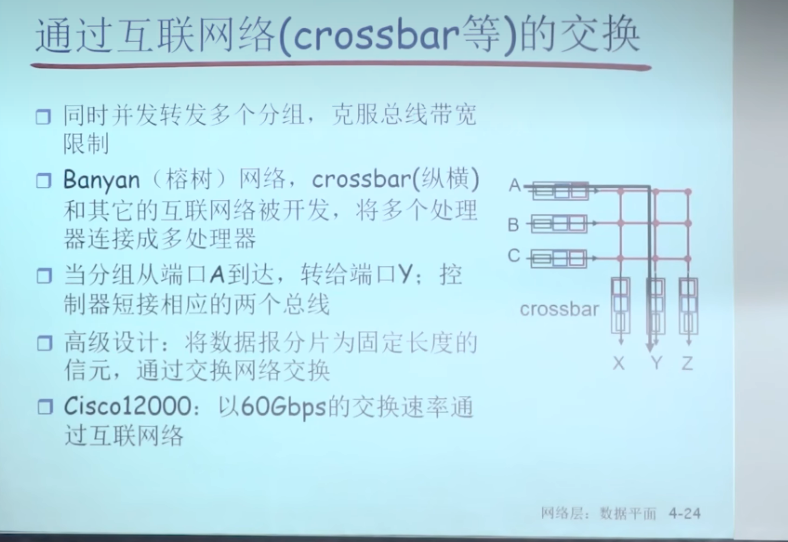 通过互联网络(crossbar等)的交换
同时并发转发多个分组，克服总线带宽
限制
Banyan（榕树）网络，crossbar(纵横)
和其它的互联网络被开发，将多个处理
器连接成多处理器
当分组从端口A到达，转给端口Y；控
制器短接相应的两个总线
高级设计：将数据报分片为固定长度的
信元，通过交换网络交换
Cisco12000：以60Gbps的交换速率通
过互联网络
A
B
C
crossbar
X Y Z
网络层：数据平面 4-24